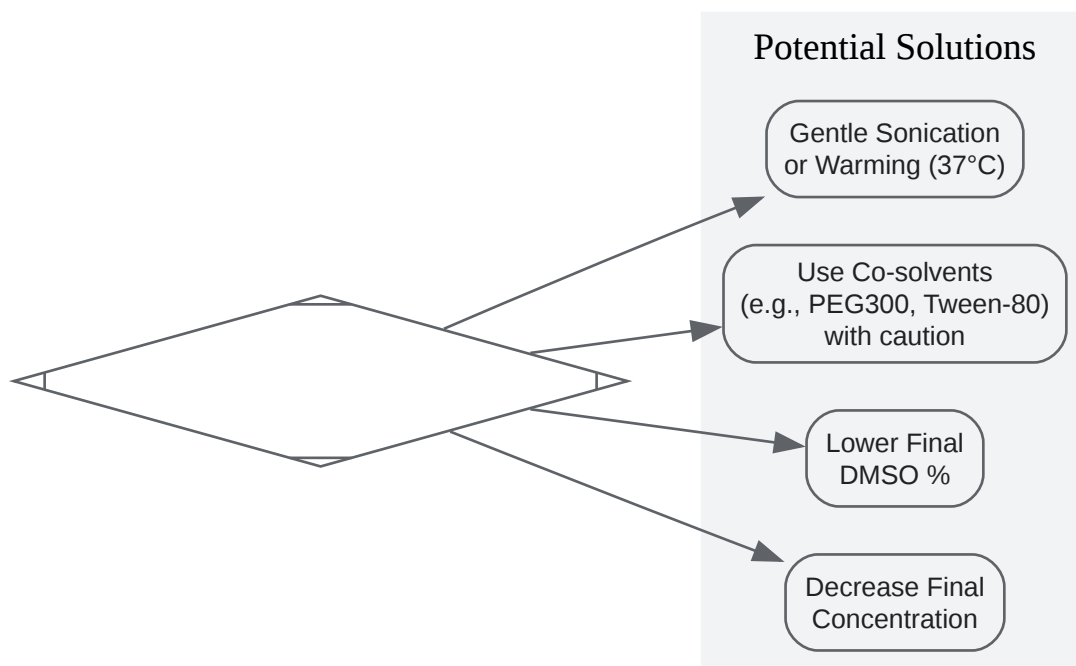 Potential Solutions
Gentle Sonication
or Warming (37°C)
Use Co-solvents
(e.g., PEG300, Tween-80)
with caution
Lower Final
DMSO %
Decrease Final
Concentration